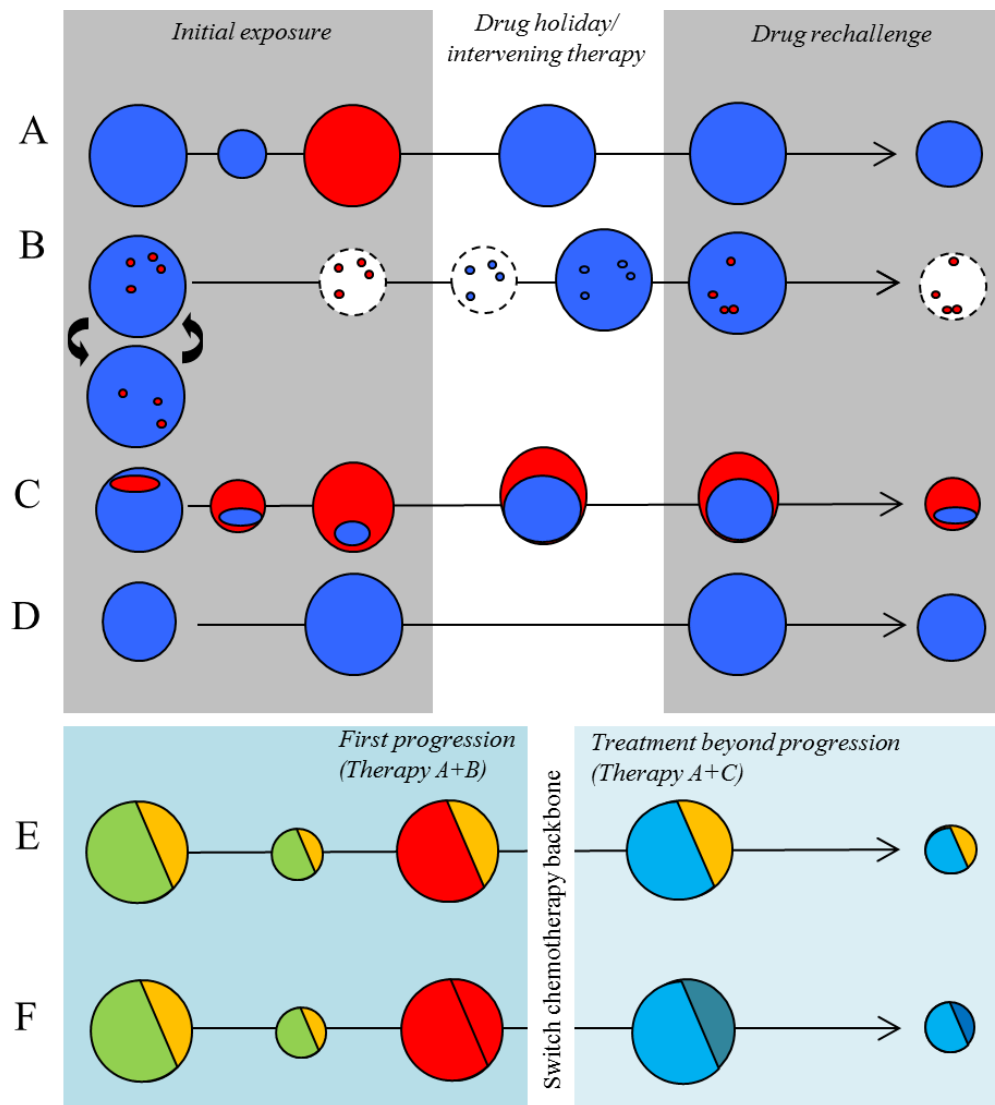 Initial exposure
Drug holiday/
intervening therapy
Drug rechallenge
A
B
C
D
First progression
(Therapy A+B)
Treatment beyond progression
(Therapy A+C)
E
Switch chemotherapy backbone
F